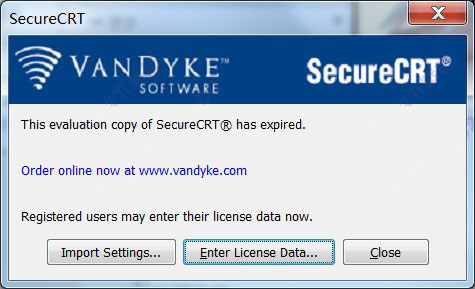 SecureCRT
VANDYKE™
SOFTWARE
SecureCRT®
This evaluation copy of SecureCRT® has expired.
Order online now at www.vandyke.com
Registered users may enter their license data now.
Import Settings...
Enter License Data...
Close